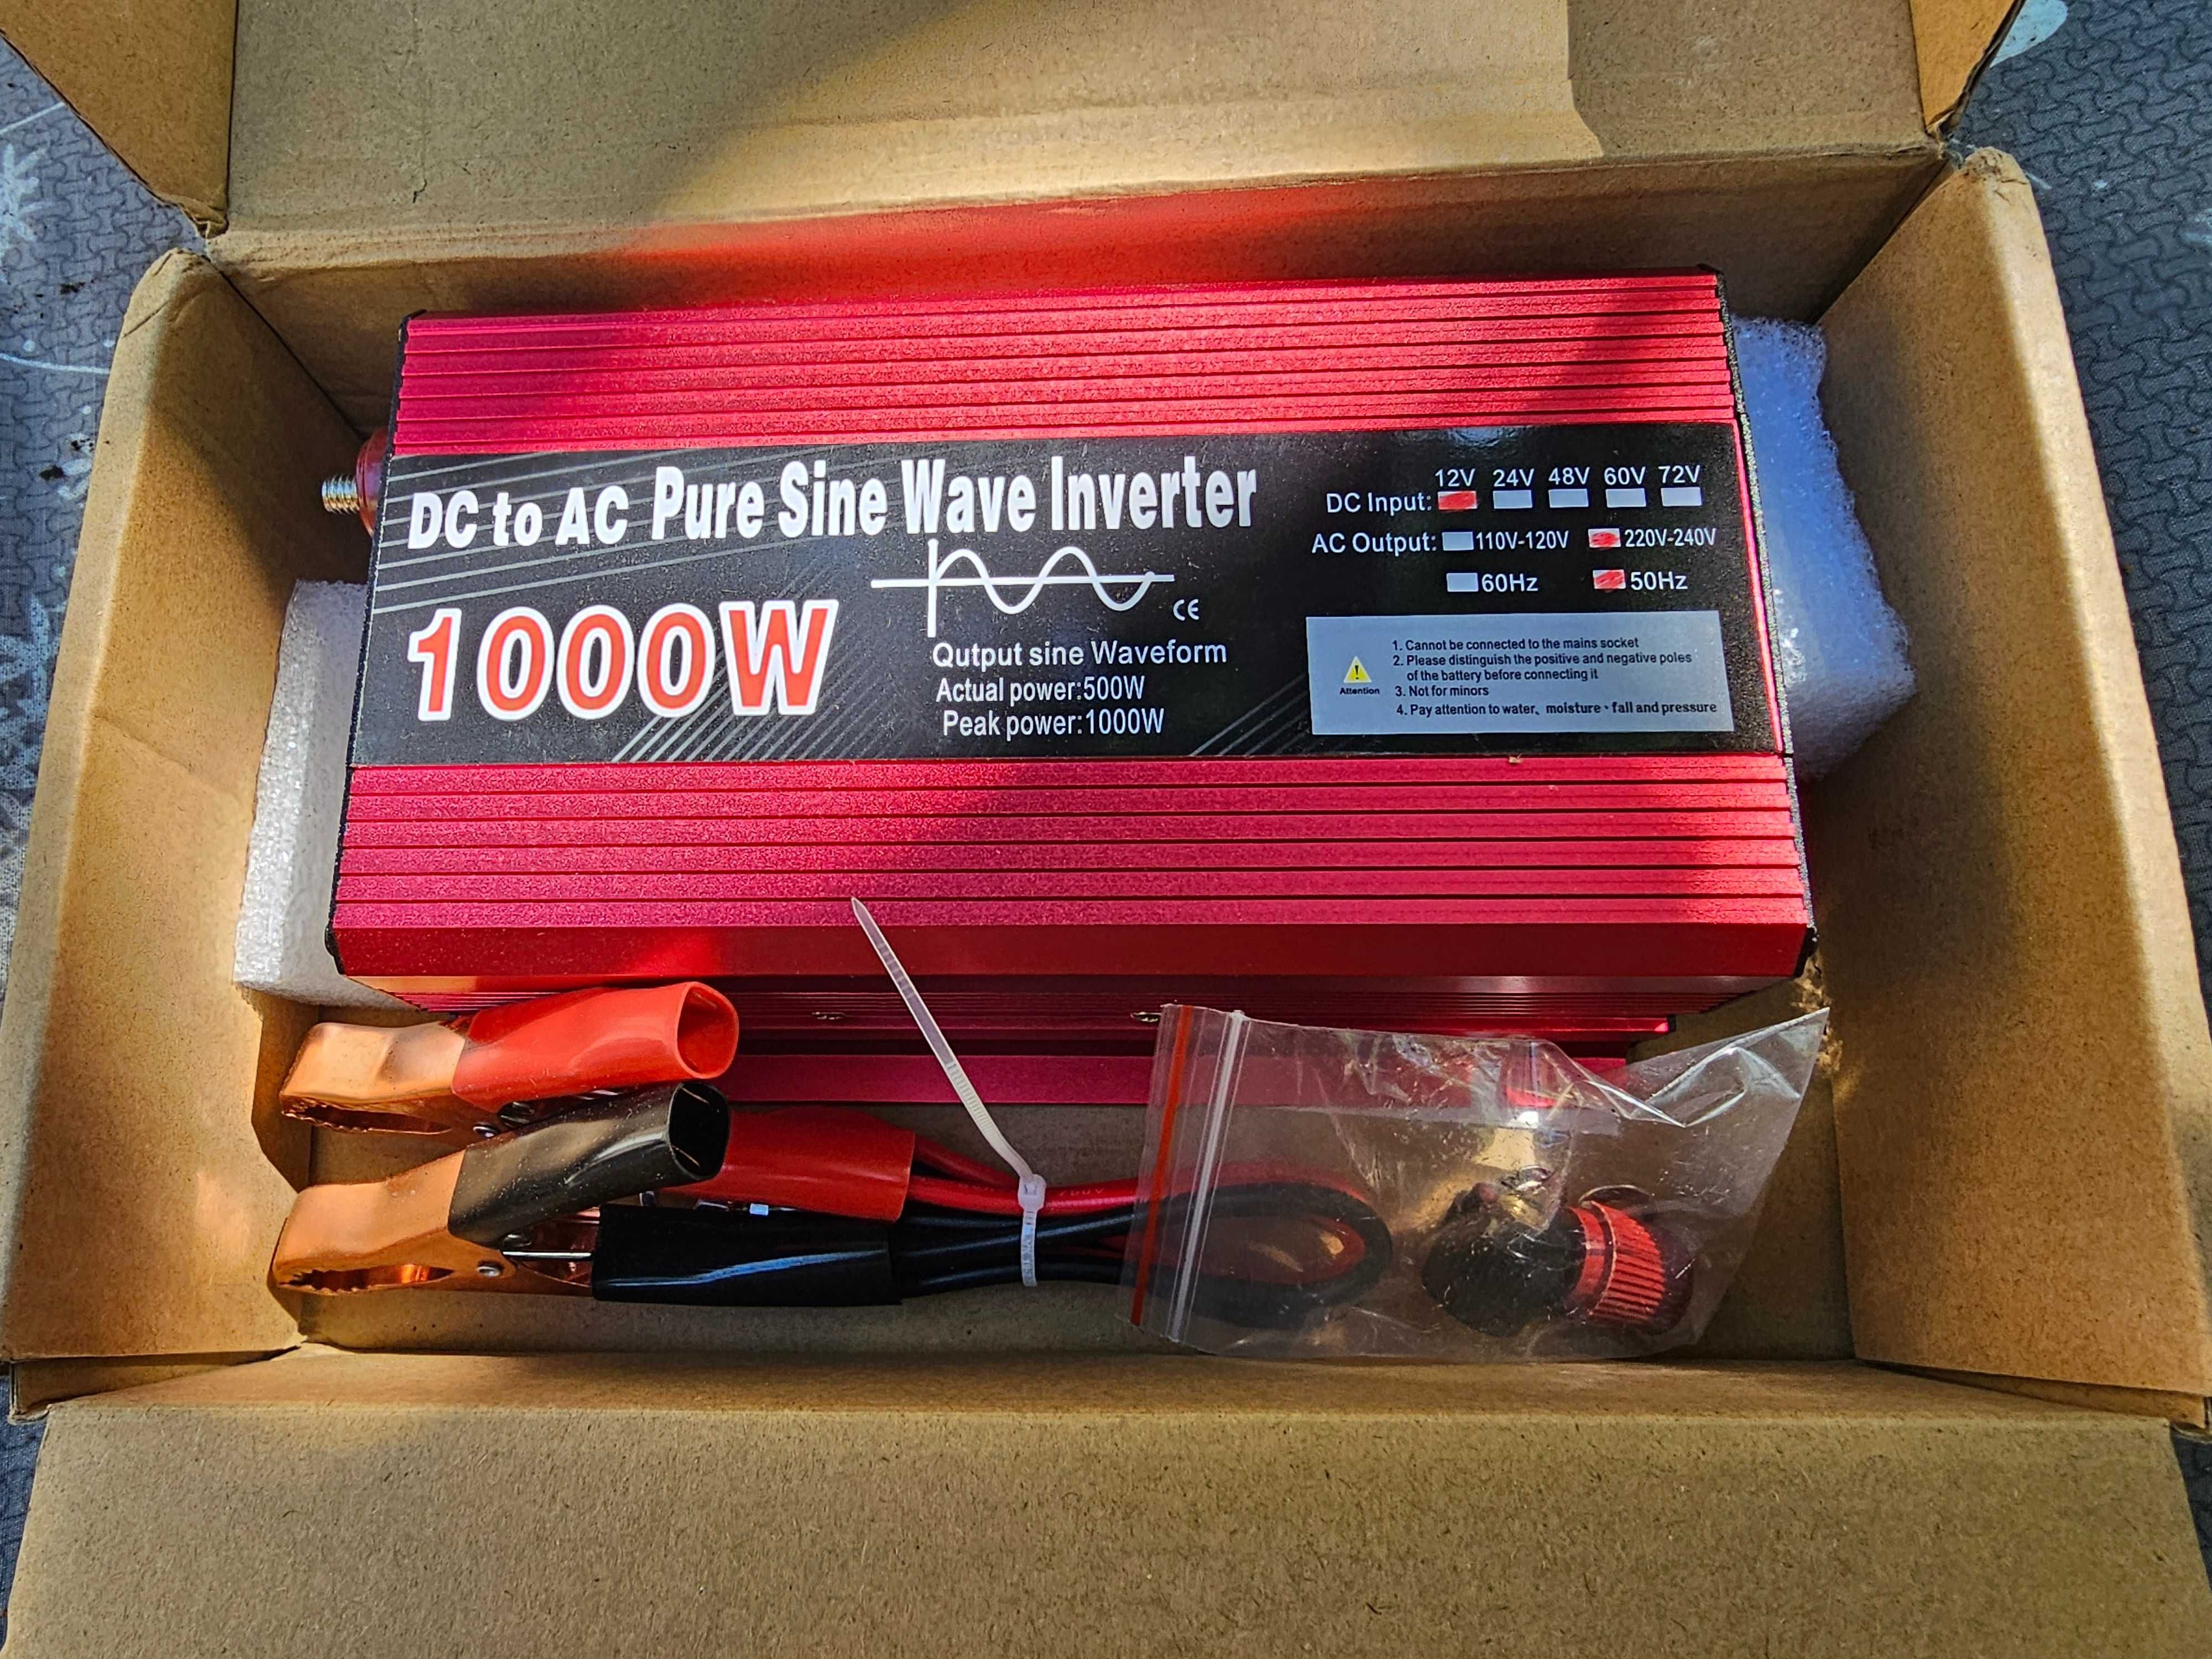 DC to AC Pure Sine Wave Inverter
1000W
CE
Qutput sine Waveform
Actual power:500W
Peak power:1000W
12V 24V 48V 60V 72V
DC Input:
AC Output: 110V-120V 220V-240V
60Hz 50Hz
Attention
1. Cannot be connected to the mains socket
2. Please distinguish the positive and negative poles
of the battery before connecting it
3. Not for minors
4. Pay attention to water、moisture、fall and pressure